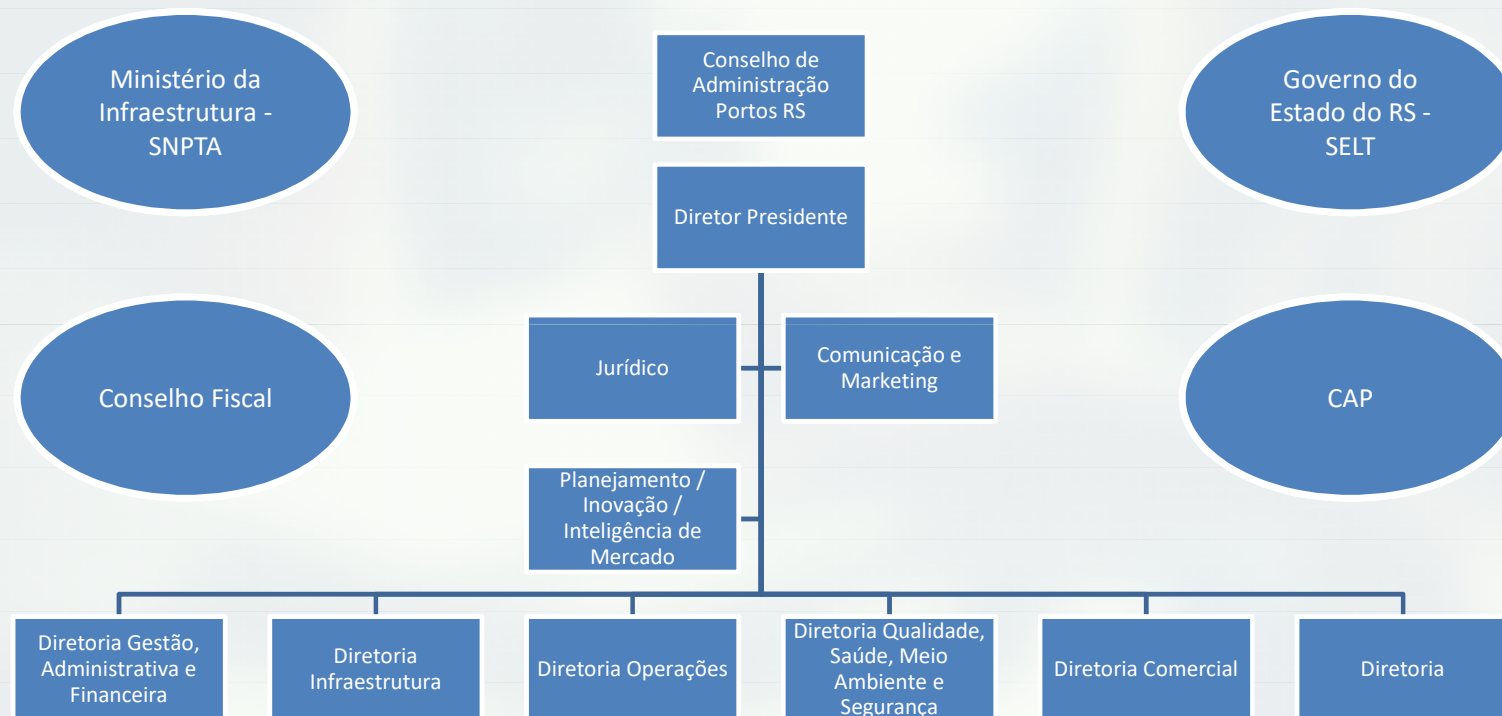 Ministério da
Infraestrutura -
SNPTA
Conselho de
Administração
Portos RS
Governo do
Estado do RS -
SELT
Diretor Presidente
Conselho Fiscal
Jurídico
Comunicação e
Marketing
CAP
Planejamento /
Inovação /
Inteligência de
Mercado
Diretoria Gestão,
Administrativa e
Financeira
Diretoria
Infraestrutura
Diretoria Operações
Diretoria Qualidade,
Saúde, Meio
Ambiente e
Segurança
Diretoria Comercial
Diretoria